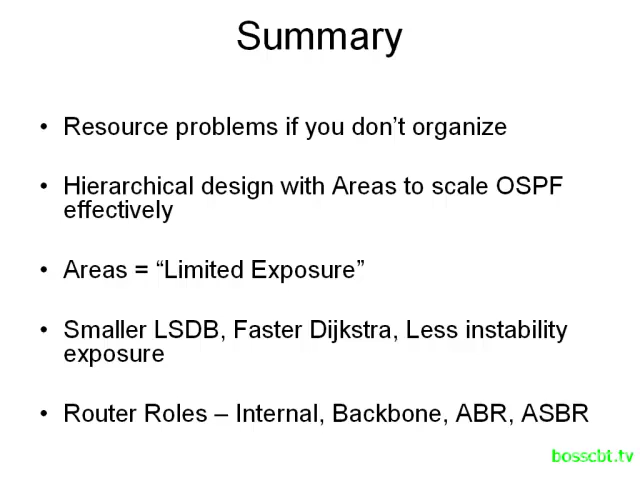 Summary
• Resource problems if you don’t organize
• Hierarchical design with Areas to scale OSPF
effectively
• Areas = “Limited Exposure”
• Smaller LSDB, Faster Dijkstra, Less instability
exposure
• Router Roles – Internal, Backbone, ABR, ASBR
bosscbt.tv